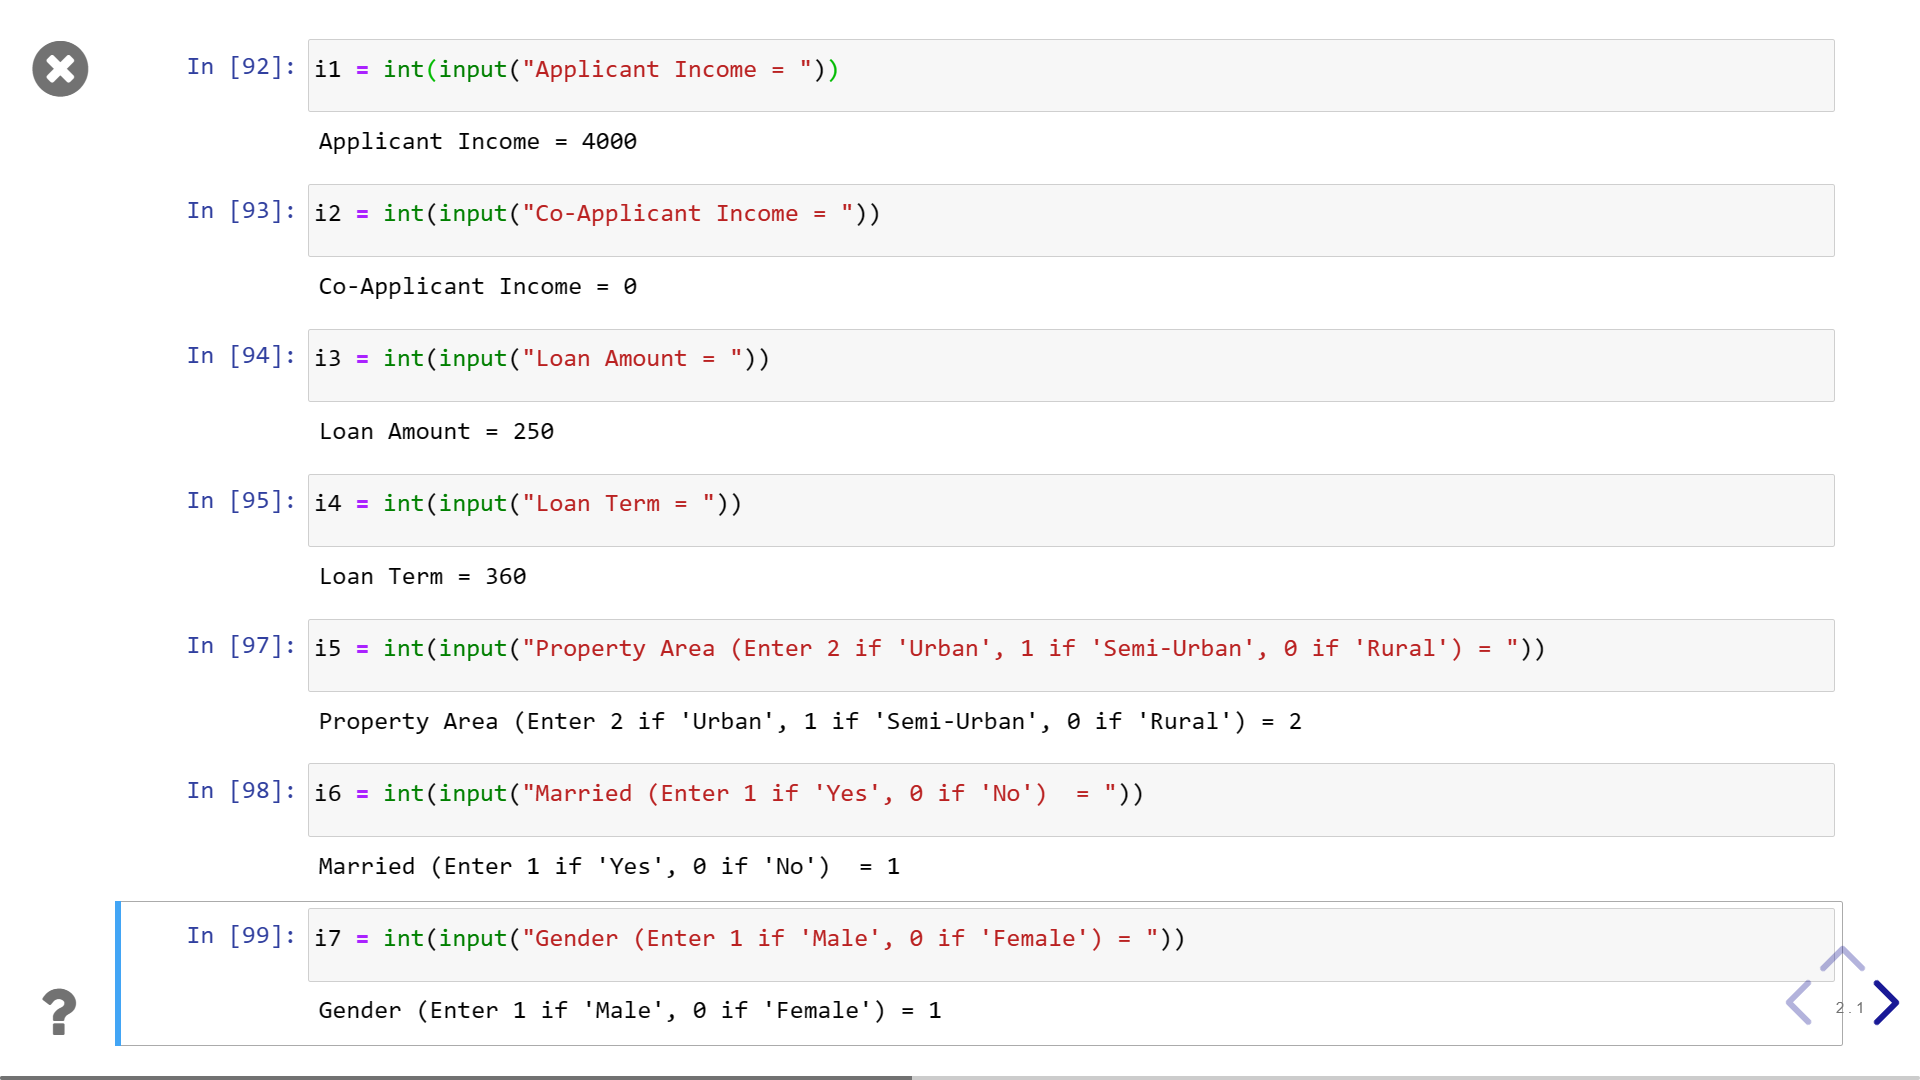 In [92]: i1 = int(input("Applicant Income = "))
Applicant Income = 4000
In [93]: i2 = int(input("Co-Applicant Income = "))
Co-Applicant Income = 0
In [94]: i3 = int(input("Loan Amount = "))
Loan Amount = 250
In [95]: i4 = int(input("Loan Term = "))
Loan Term = 360
In [97]: i5 = int(input("Property Area (Enter 2 if 'Urban', 1 if 'Semi-Urban', 0 if 'Rural') = "))
Property Area (Enter 2 if 'Urban', 1 if 'Semi-Urban', 0 if 'Rural') = 2
In [98]: i6 = int(input("Married (Enter 1 if 'Yes', 0 if 'No')  = "))
Married (Enter 1 if 'Yes', 0 if 'No')  = 1
In [99]: i7 = int(input("Gender (Enter 1 if 'Male', 0 if 'Female') = "))
Gender (Enter 1 if 'Male', 0 if 'Female') = 1
?
2.1